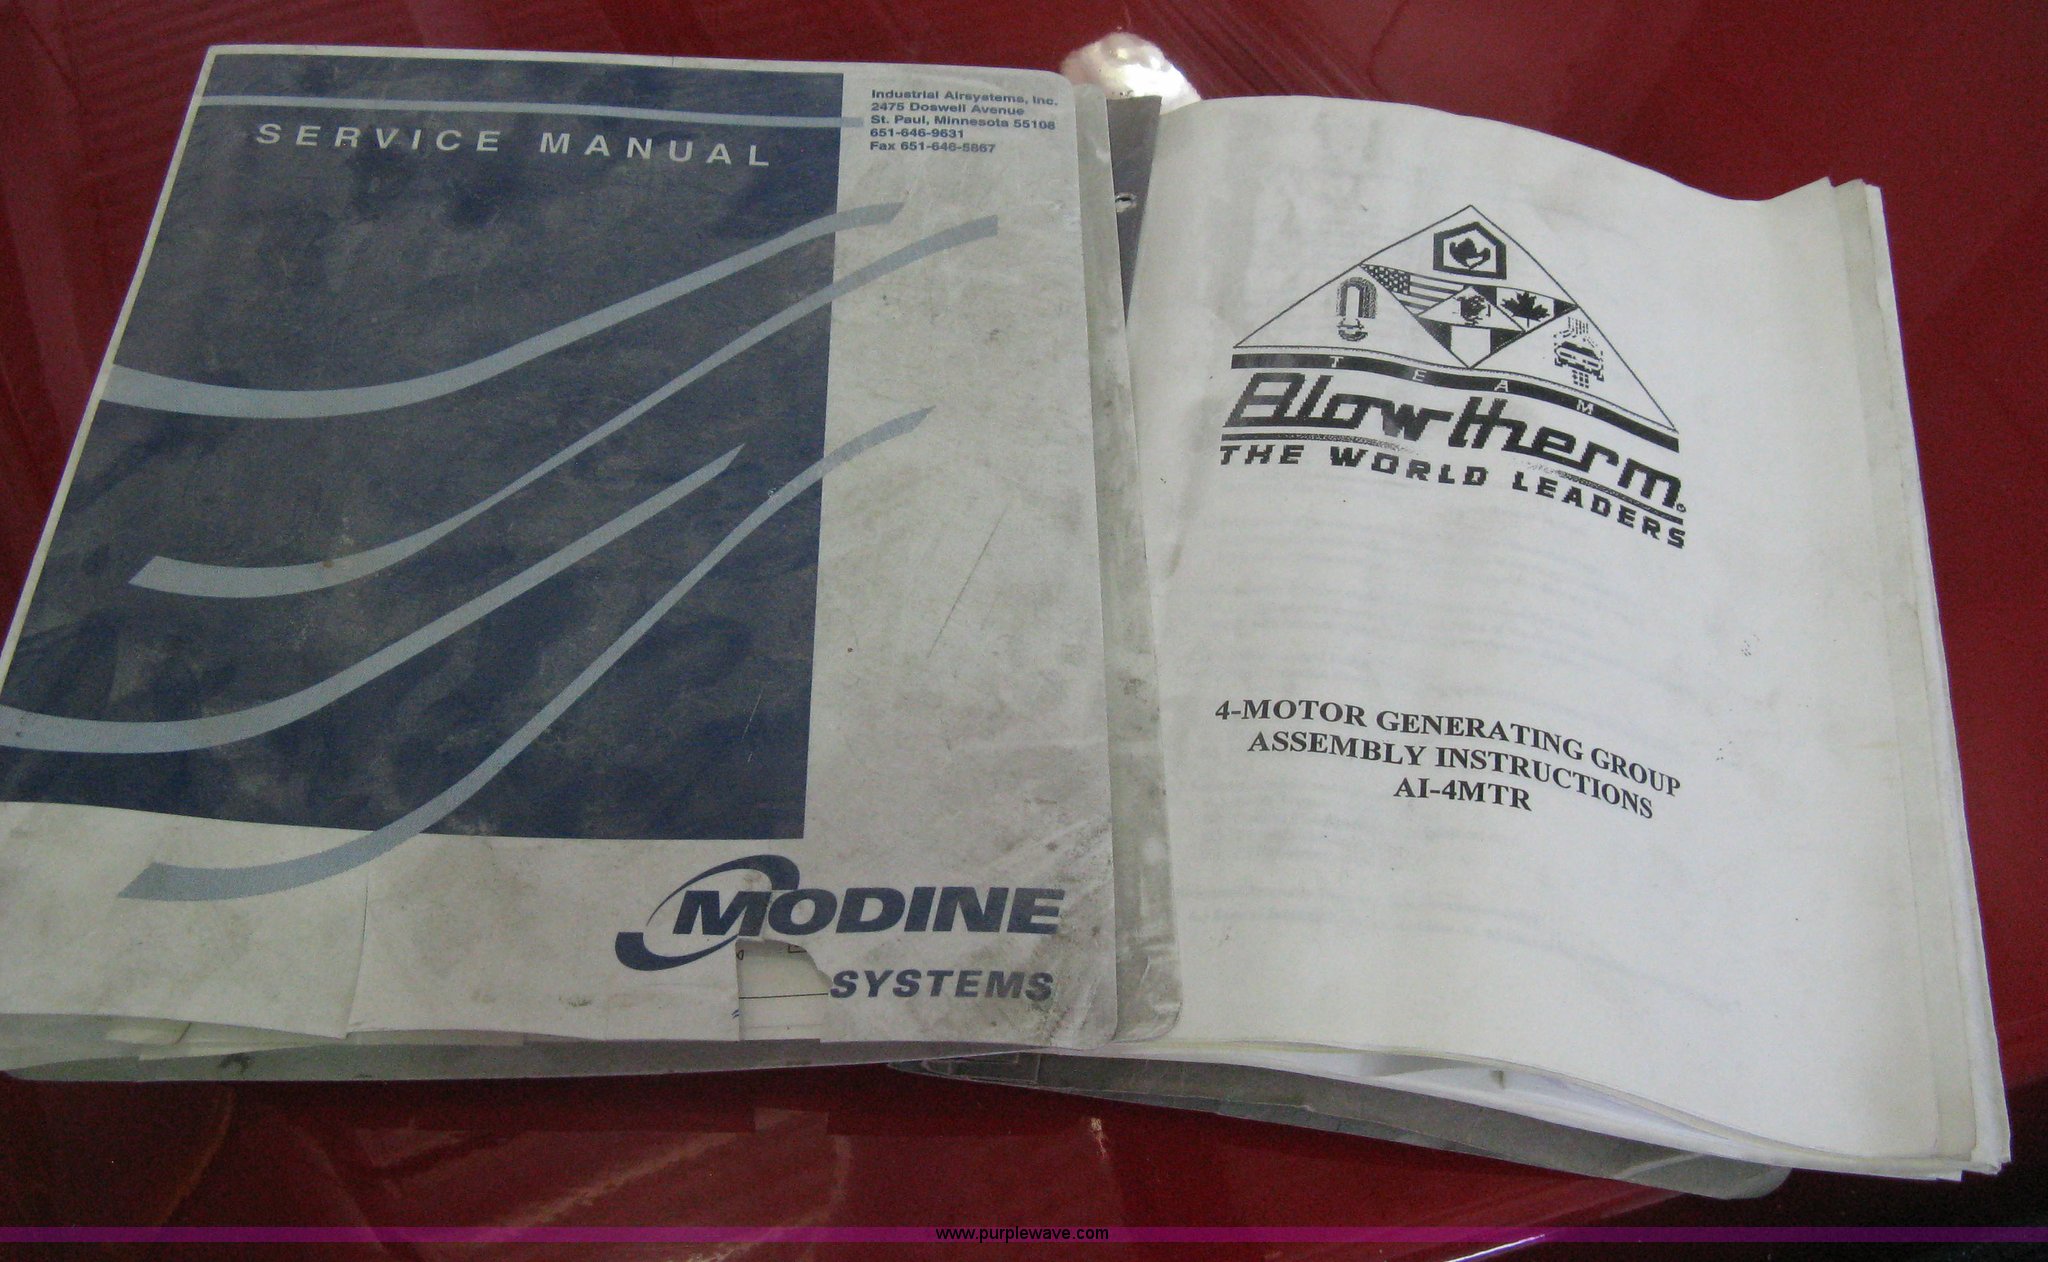 SERVICE MANUAL
Industrial Airsystems, Inc.
2475 Doswell Avenue
St. Paul, Minnesota 55108
651-646-9631
Fax 651-646-5867
MODINE
SYSTEMS
TEAM
Blowtherm
THE WORLD LEADERS
4-MOTOR GENERATING GROUP
ASSEMBLY INSTRUCTIONS
AI-4MTR
www.purplewave.com